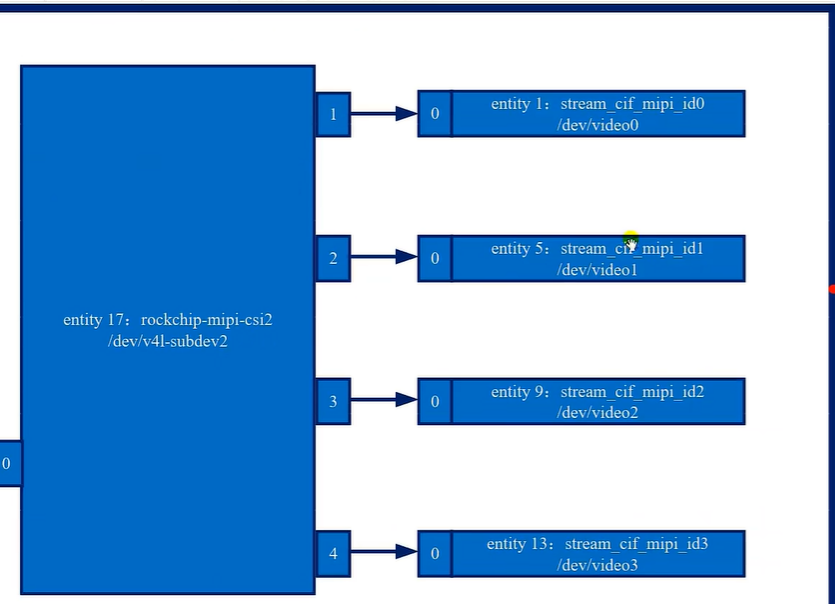 1
0
entity 1：stream_cif_mipi_id0
/dev/video0
2
0
entity 5：stream_cif_mipi_id1
/dev/video1
entity 17：rockchip-mipi-csi2
/dev/v4l-subdev2
3
0
entity 9：stream_cif_mipi_id2
/dev/video2
0
4
0
entity 13：stream_cif_mipi_id3
/dev/video3